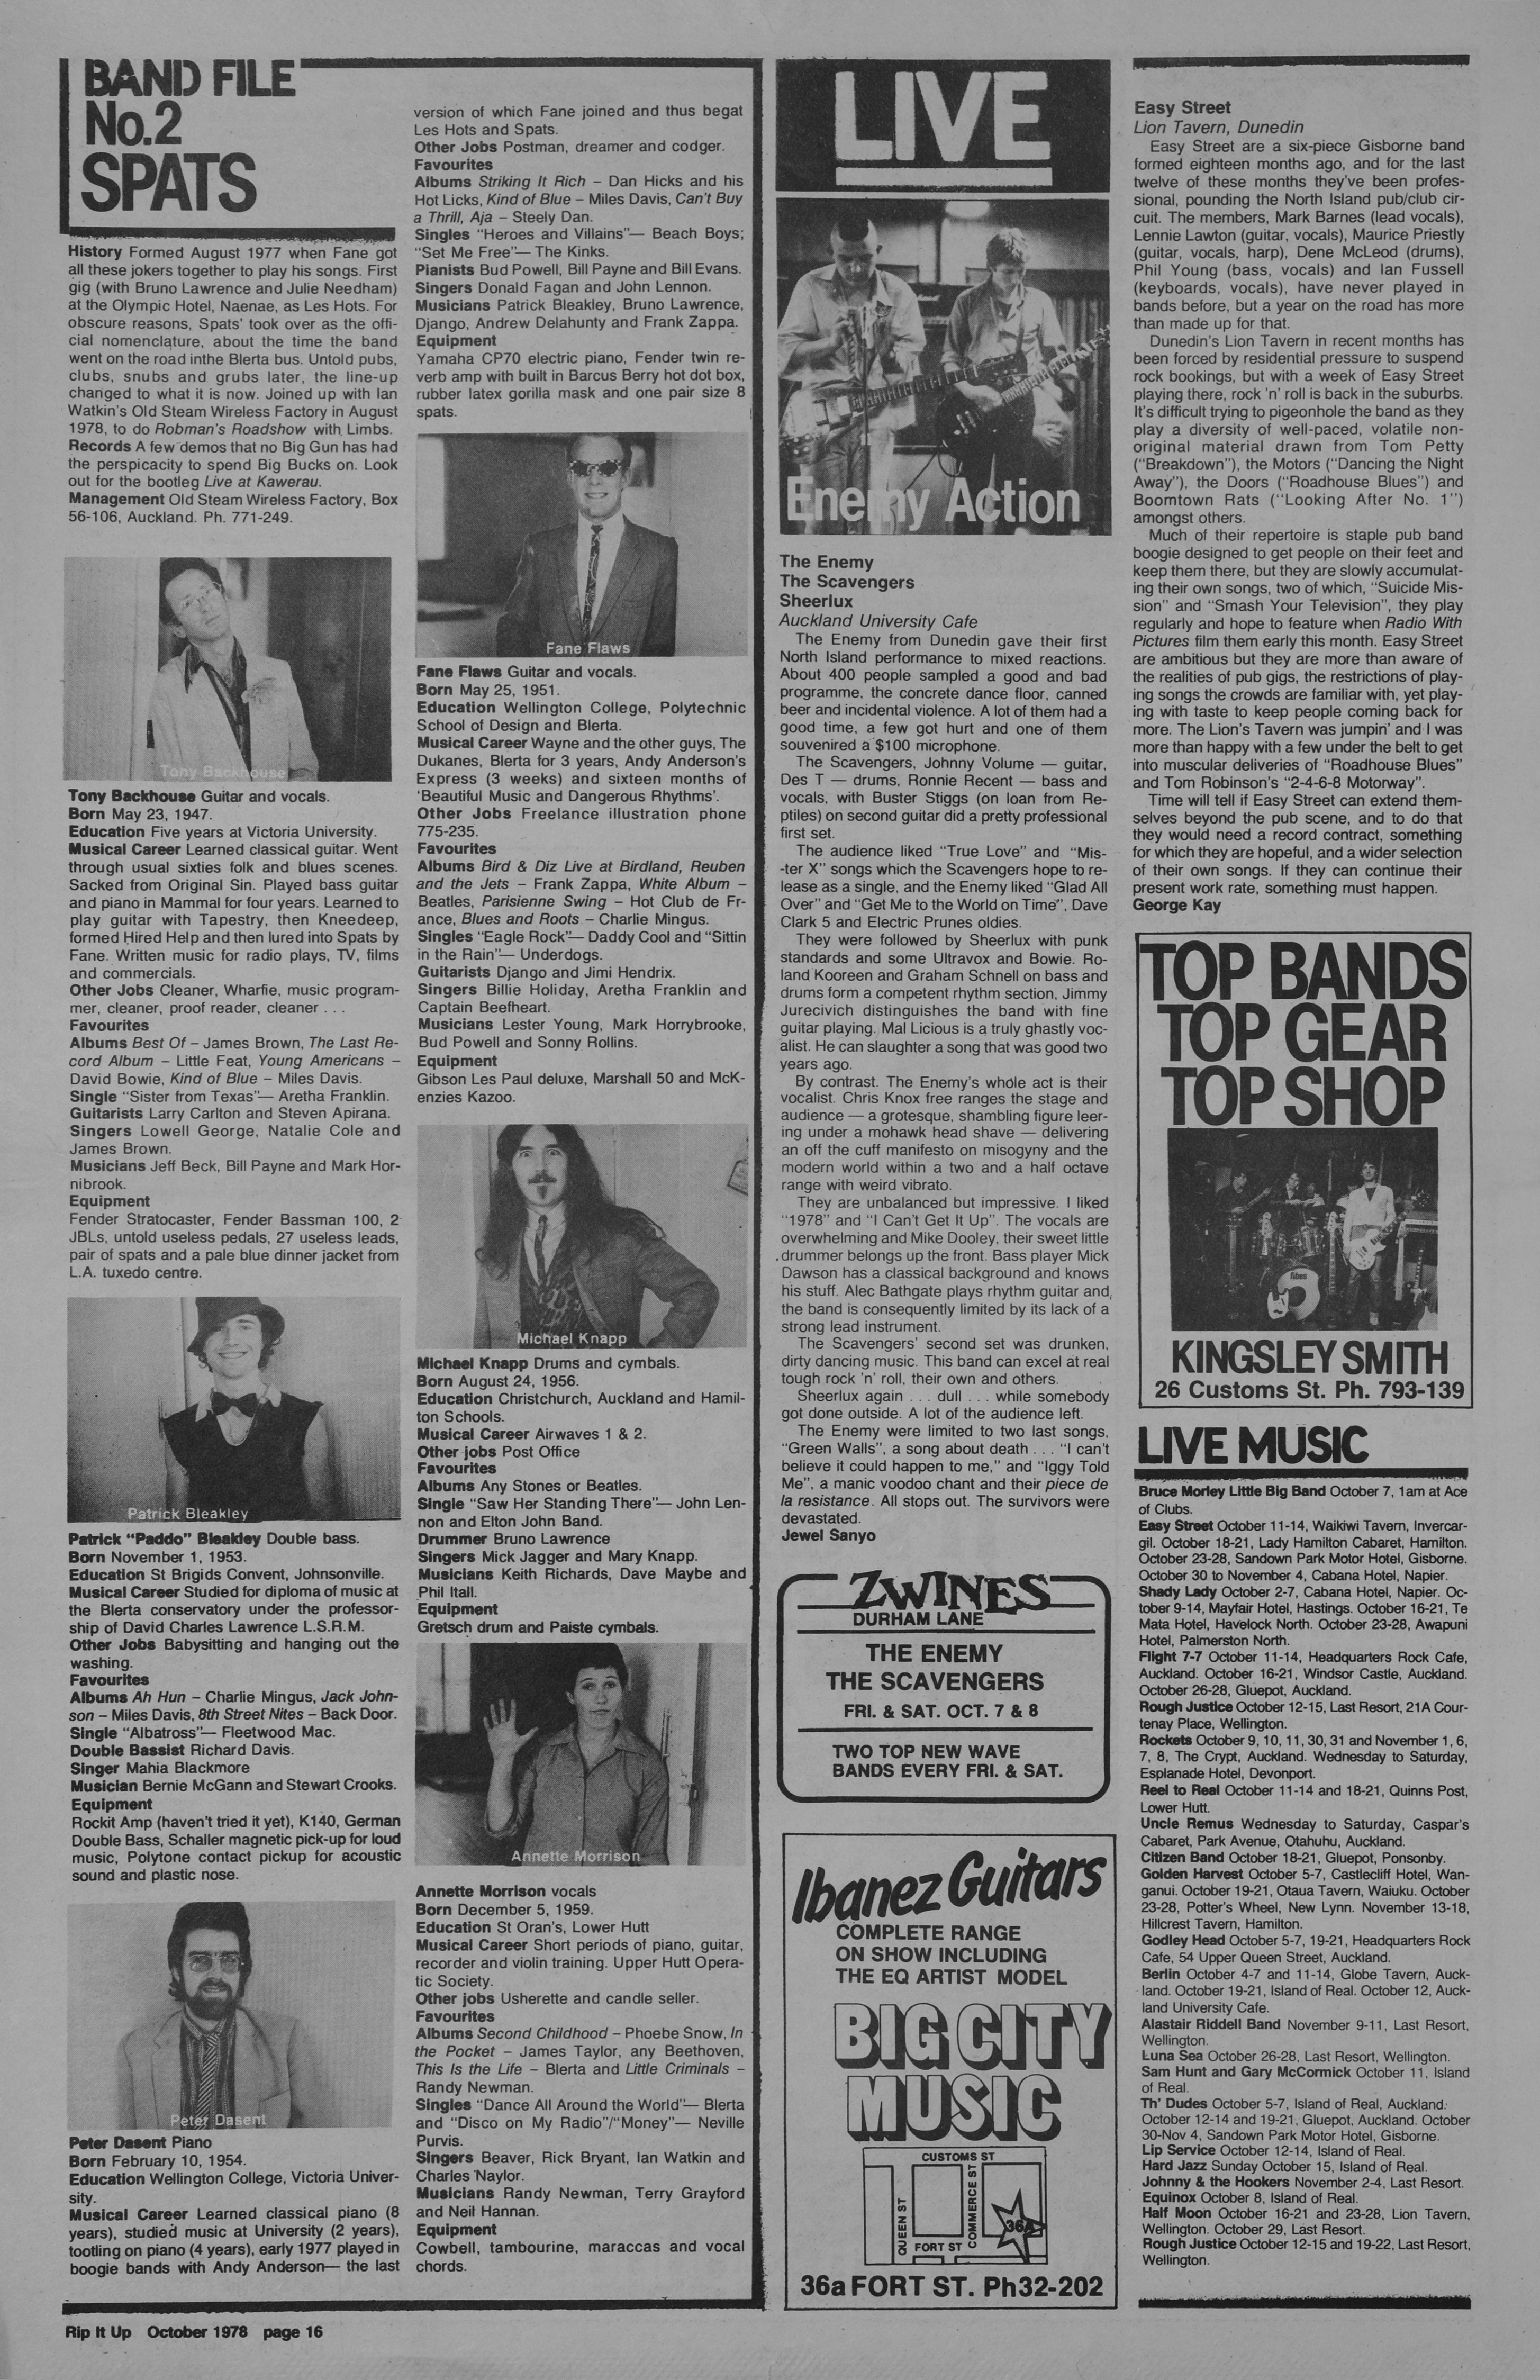 BAND FILE
No.2
SPATS
History Formed August 1977 when Fane got
all these jokers together to play his songs. First
gig (with Bruno Lawrence and Julie Needham)
at the Olympic Hotel, Naenae, as Les Hots. For
obscure reasons, Spats' took over as the offi-
cial nomenclature, about the time the band
went on the road inthe Blerta bus. Untold pubs,
clubs, snubs and grubs later, the line-up
changed to what it is now. Joined up with Ian
Watkin's Old Steam Wireless Factory in August
1978, to do Robman's Roadshow with Limbs.
Records A few demos that no Big Gun has had
the perspicacity to spend Big Bucks on. Look
out for the bootleg Live at Kawerau.
Management Old Steam Wireless Factory, Box
56-106, Auckland. Ph. 771-249.
Tony Backhouse
Tony Backhouse Guitar and vocals.
Born May 23, 1947.
Education Five years at Victoria University.
Musical Career Learned classical guitar. Went
through usual sixties folk and blues scenes.
Sacked from Original Sin. Played bass guitar
and piano in Mammal for four years. Learned to
play guitar with Tapestry, then Kneedeep,
formed Hired Help and then lured into Spats by
Fane. Written music for radio plays, TV, films
and commercials.
Other Jobs Cleaner, Wharfie, music program-
mer, cleaner, proof reader, cleaner . . .
Favourites
Albums Best Of – James Brown, The Last Re-
cord Album – Little Feat, Young Americans –
David Bowie, Kind of Blue – Miles Davis.
Single "Sister from Texas"— Aretha Franklin.
Guitarists Larry Carlton and Steven Apirana.
Singers Lowell George, Natalie Cole and
James Brown.
Musicians Jeff Beck, Bill Payne and Mark Hor-
nibrook.
Equipment
Fender Stratocaster, Fender Bassman 100, 2
JBLs, untold useless pedals, 27 useless leads,
pair of spats and a pale blue dinner jacket from
L.A. tuxedo centre.
Patrick Bleakley
Patrick "Paddo" Bleakley Double bass.
Born November 1, 1953.
Education St Brigids Convent, Johnsonville.
Musical Career Studied for diploma of music at
the Blerta conservatory under the professor-
ship of David Charles Lawrence L.S.R.M.
Other Jobs Babysitting and hanging out the
washing.
Favourites
Albums Ah Hun – Charlie Mingus, Jack John-
son – Miles Davis, 8th Street Nites – Back Door.
Single "Albatross"— Fleetwood Mac.
Double Bassist Richard Davis.
Singer Mahia Blackmore
Musician Bernie McGann and Stewart Crooks.
Equipment
Rockit Amp (haven't tried it yet), K140, German
Double Bass, Schaller magnetic pick-up for loud
music, Polytone contact pickup for acoustic
sound and plastic nose.
Peter Dasent
Peter Dasent Piano
Born February 10, 1954.
Education Wellington College, Victoria Univer-
sity.
Musical Career Learned classical piano (8
years), studied music at University (2 years),
tootling on piano (4 years), early 1977 played in
boogie bands with Andy Anderson— the last
version of which Fane joined and thus begat
Les Hots and Spats.
Other Jobs Postman, dreamer and codger.
Favourites
Albums Striking It Rich – Dan Hicks and his
Hot Licks, Kind of Blue – Miles Davis, Can't Buy
a Thrill, Aja – Steely Dan.
Singles "Heroes and Villains"— Beach Boys;
"Set Me Free"— The Kinks.
Pianists Bud Powell, Bill Payne and Bill Evans.
Singers Donald Fagan and John Lennon.
Musicians Patrick Bleakley, Bruno Lawrence,
Django, Andrew Delahunty and Frank Zappa.
Equipment
Yamaha CP70 electric piano, Fender twin re-
verb amp with built in Barcus Berry hot dot box,
rubber latex gorilla mask and one pair size 8
spats.
Fane Flaws
Fane Flaws Guitar and vocals.
Born May 25, 1951.
Education Wellington College, Polytechnic
School of Design and Blerta.
Musical Career Wayne and the other guys, The
Dukanes, Blerta for 3 years, Andy Anderson's
Express (3 weeks) and sixteen months of
'Beautiful Music and Dangerous Rhythms'.
Other Jobs Freelance illustration phone
775-235.
Favourites
Albums Bird & Diz Live at Birdland, Reuben
and the Jets – Frank Zappa, White Album –
Beatles, Parisienne Swing – Hot Club de Fr-
ance, Blues and Roots – Charlie Mingus.
Singles "Eagle Rock"— Daddy Cool and "Sittin
in the Rain"— Underdogs.
Guitarists Django and Jimi Hendrix.
Singers Billie Holiday, Aretha Franklin and
Captain Beefheart.
Musicians Lester Young, Mark Horrybrooke,
Bud Powell and Sonny Rollins.
Equipment
Gibson Les Paul deluxe, Marshall 50 and McK-
enzies Kazoo.
Michael Knapp
Michael Knapp Drums and cymbals.
Born August 24, 1956.
Education Christchurch, Auckland and Hamil-
ton Schools.
Musical Career Airwaves 1 & 2.
Other jobs Post Office
Favourites
Albums Any Stones or Beatles.
Single "Saw Her Standing There"— John Len-
non and Elton John Band.
Drummer Bruno Lawrence
Singers Mick Jagger and Mary Knapp.
Musicians Keith Richards, Dave Maybe and
Phil Itall.
Equipment
Gretsch drum and Paiste cymbals.
Annette Morrison
Annette Morrison vocals
Born December 5, 1959.
Education St Oran's, Lower Hutt
Musical Career Short periods of piano, guitar,
recorder and violin training. Upper Hutt Opera-
tic Society.
Other jobs Usherette and candle seller.
Favourites
Albums Second Childhood – Phoebe Snow, In
the Pocket – James Taylor, any Beethoven,
This Is the Life – Blerta and Little Criminals –
Randy Newman.
Singles "Dance All Around the World"— Blerta
and "Disco on My Radio"/"Money"— Neville
Purvis.
Singers Beaver, Rick Bryant, Ian Watkin and
Charles Naylor.
Musicians Randy Newman, Terry Grayford
and Neil Hannan.
Equipment
Cowbell, tambourine, maraccas and vocal
chords.
LIVE
Enemy Action
The Enemy
The Scavengers
Sheerlux
Auckland University Cafe
The Enemy from Dunedin gave their first
North Island performance to mixed reactions.
About 400 people sampled a good and bad
programme, the concrete dance floor, canned
beer and incidental violence. A lot of them had a
good time, a few got hurt and one of them
souvenired a $100 microphone.
The Scavengers, Johnny Volume — guitar,
Des T — drums, Ronnie Recent — bass and
vocals, with Buster Stiggs (on loan from Re-
ptiles) on second guitar did a pretty professional
first set.
The audience liked "True Love" and "Mis-
-ter X" songs which the Scavengers hope to re-
lease as a single, and the Enemy liked "Glad All
Over" and "Get Me to the World on Time", Dave
Clark 5 and Electric Prunes oldies.
They were followed by Sheerlux with punk
standards and some Ultravox and Bowie. Ro-
land Kooreen and Graham Schnell on bass and
drums form a competent rhythm section, Jimmy
Jurecivich distinguishes the band with fine
guitar playing. Mal Licious is a truly ghastly voc-
alist. He can slaughter a song that was good two
years ago.
By contrast. The Enemy's whole act is their
vocalist. Chris Knox free ranges the stage and
audience — a grotesque, shambling figure leer-
ing under a mohawk head shave — delivering
an off the cuff manifesto on misogyny and the
modern world within a two and a half octave
range with weird vibrato.
They are unbalanced but impressive. I liked
"1978" and "I Can't Get It Up". The vocals are
overwhelming and Mike Dooley, their sweet little
drummer belongs up the front. Bass player Mick
Dawson has a classical background and knows
his stuff. Alec Bathgate plays rhythm guitar and,
the band is consequently limited by its lack of a
strong lead instrument.
The Scavengers' second set was drunken,
dirty dancing music. This band can excel at real
tough rock 'n' roll, their own and others.
Sheerlux again . . . dull . . . while somebody
got done outside. A lot of the audience left.
The Enemy were limited to two last songs,
"Green Walls", a song about death . . . "I can't
believe it could happen to me," and "Iggy Told
Me", a manic voodoo chant and their piece de
la resistance. All stops out. The survivors were
devastated.
Jewel Sanyo
ZWINES
DURHAM LANE
THE ENEMY
THE SCAVENGERS
FRI. & SAT. OCT. 7 & 8
TWO TOP NEW WAVE
BANDS EVERY FRI. & SAT.
Ibanez Guitars
COMPLETE RANGE
ON SHOW INCLUDING
THE EQ ARTIST MODEL
BIG CITY
MUSIC
CUSTOMS ST
QUEEN ST
COMMERCE ST
36A
FORT ST
36a FORT ST. Ph 32-202
Easy Street
Lion Tavern, Dunedin
Easy Street are a six-piece Gisborne band
formed eighteen months ago, and for the last
twelve of these months they've been profes-
sional, pounding the North Island pub/club cir-
cuit. The members, Mark Barnes (lead vocals),
Lennie Lawton (guitar, vocals), Maurice Priestly
(guitar, vocals, harp), Dene McLeod (drums),
Phil Young (bass, vocals) and Ian Fussell
(keyboards, vocals), have never played in
bands before, but a year on the road has more
than made up for that.
Dunedin's Lion Tavern in recent months has
been forced by residential pressure to suspend
rock bookings, but with a week of Easy Street
playing there, rock 'n' roll is back in the suburbs.
It's difficult trying to pigeonhole the band as they
play a diversity of well-paced, volatile non-
original material drawn from Tom Petty
("Breakdown"), the Motors ("Dancing the Night
Away"), the Doors ("Roadhouse Blues") and
Boomtown Rats ("Looking After No. 1")
amongst others.
Much of their repertoire is staple pub band
boogie designed to get people on their feet and
keep them there, but they are slowly accumulat-
ing their own songs, two of which, "Suicide Mis-
sion" and "Smash Your Television", they play
regularly and hope to feature when Radio With
Pictures film them early this month. Easy Street
are ambitious but they are more than aware of
the realities of pub gigs, the restrictions of play-
ing songs the crowds are familiar with, yet play-
ing with taste to keep people coming back for
more. The Lion's Tavern was jumpin' and I was
more than happy with a few under the belt to get
into muscular deliveries of "Roadhouse Blues"
and Tom Robinson's "2-4-6-8 Motorway".
Time will tell if Easy Street can extend them-
selves beyond the pub scene, and to do that
they would need a record contract, something
for which they are hopeful, and a wider selection
of their own songs. If they can continue their
present work rate, something must happen.
George Kay
TOP BANDS
TOP GEAR
TOP SHOP
KINGSLEY SMITH
26 Customs St. Ph. 793-139
LIVE MUSIC
Bruce Morley Little Big Band October 7, 1am at Ace
of Clubs.
Easy Street October 11-14, Waikiwi Tavern, Invercar-
gil. October 18-21, Lady Hamilton Cabaret, Hamilton.
October 23-28, Sandown Park Motor Hotel, Gisborne.
October 30 to November 4, Cabana Hotel, Napier.
Shady Lady October 2-7, Cabana Hotel, Napier. Oc-
tober 9-14, Mayfair Hotel, Hastings. October 16-21, Te
Mata Hotel, Havelock North. October 23-28, Awapuni
Hotel, Palmerston North.
Flight 7-7 October 11-14, Headquarters Rock Cafe,
Auckland. October 16-21, Windsor Castle, Auckland.
October 26-28, Gluepot, Auckland.
Rough Justice October 12-15, Last Resort, 21A Cour-
tenay Place, Wellington.
Rockets October 9, 10, 11, 30, 31 and November 1, 6,
7, 8, The Crypt, Auckland. Wednesday to Saturday,
Esplanade Hotel, Devonport.
Reel to Real October 11-14 and 18-21, Quinns Post,
Lower Hutt.
Uncle Remus Wednesday to Saturday, Caspar's
Cabaret, Park Avenue, Otahuhu, Auckland.
Citizen Band October 18-21, Gluepot, Ponsonby.
Golden Harvest October 5-7, Castlecliff Hotel, Wan-
ganui. October 19-21, Otaua Tavern, Waiuku. October
23-28, Potter's Wheel, New Lynn. November 13-18,
Hillcrest Tavern, Hamilton.
Godley Head October 5-7, 19-21, Headquarters Rock
Cafe, 54 Upper Queen Street, Auckland.
Berlin October 4-7 and 11-14, Globe Tavern, Auck-
land. October 19-21, Island of Real. October 12, Auck-
land University Cafe.
Alastair Riddell Band November 9-11, Last Resort,
Wellington.
Luna Sea October 26-28, Last Resort, Wellington.
Sam Hunt and Gary McCormick October 11, Island
of Real.
Th' Dudes October 5-7, Island of Real, Auckland.
October 12-14 and 19-21, Gluepot, Auckland. October
30-Nov 4, Sandown Park Motor Hotel, Gisborne.
Lip Service October 12-14, Island of Real.
Hard Jazz Sunday October 15, Island of Real.
Johnny & the Hookers November 2-4, Last Resort.
Equinox October 8, Island of Real.
Half Moon October 16-21 and 23-28, Lion Tavern,
Wellington. October 29, Last Resort.
Rough Justice October 12-15 and 19-22, Last Resort,
Wellington.
Rip It Up October 1978 page 16